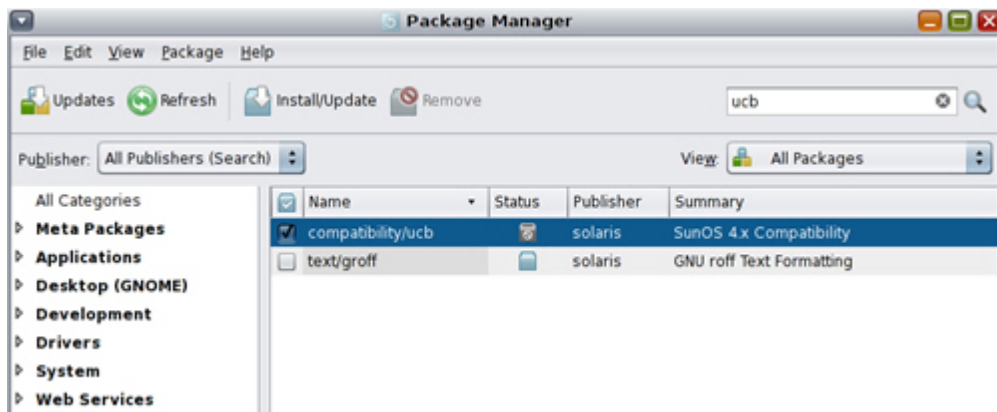 Package Manager
File Edit View Package Help
Updates Refresh Install/Update Remove ucb
Publisher: All Publishers (Search) View: All Packages
All Categories Name Status Publisher Summary
Meta Packages compatibility/ucb solaris SunOS 4.x Compatibility
Applications text/groff solaris GNU roff Text Formatting
Desktop (GNOME)
Development
Drivers
System
Web Services